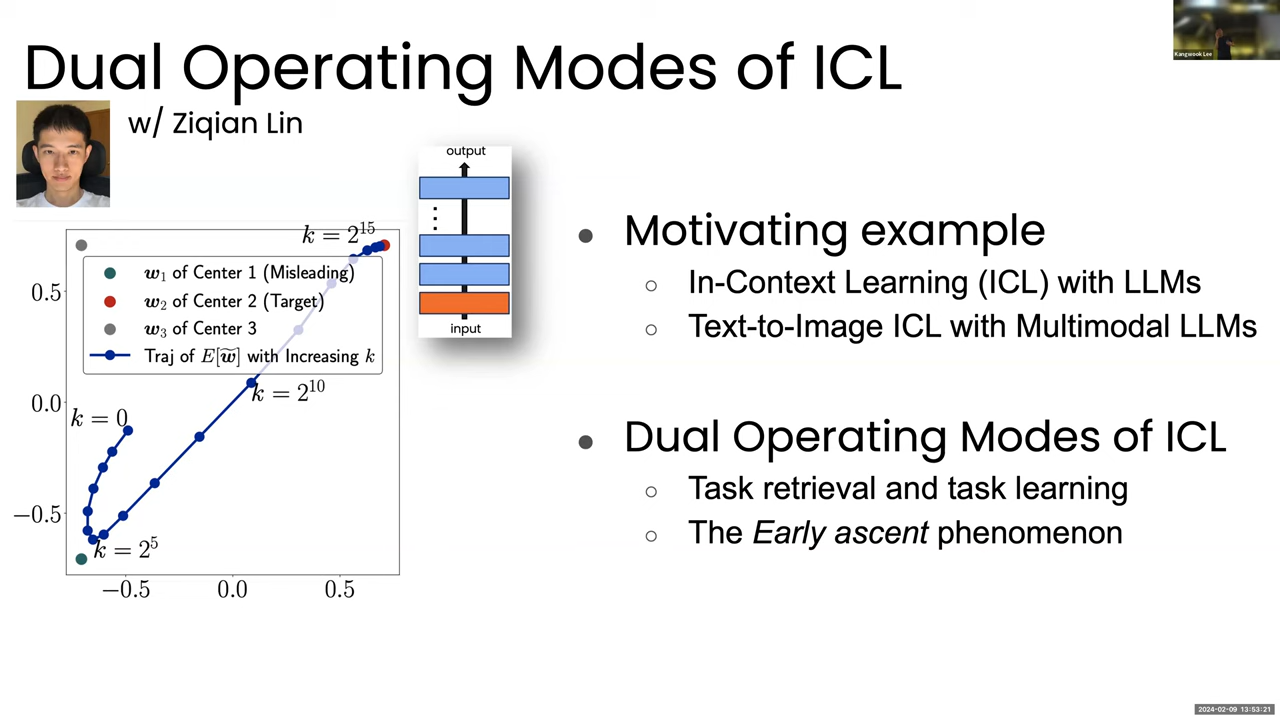 Dual Operating Modes of ICL
Kangwook Lee
w/ Ziqian Lin
output
⋮
input
k = 2^15
w₁ of Center 1 (Misleading)
w₂ of Center 2 (Target)
w₃ of Center 3
Traj of E[w̃] with Increasing k
k = 2^10
k = 0
k = 2^5
0.5
0.0
−0.5
−0.5 0.0 0.5
● Motivating example
○ In-Context Learning (ICL) with LLMs
○ Text-to-Image ICL with Multimodal LLMs
● Dual Operating Modes of ICL
○ Task retrieval and task learning
○ The Early ascent phenomenon
2024-02-09 13:53:21